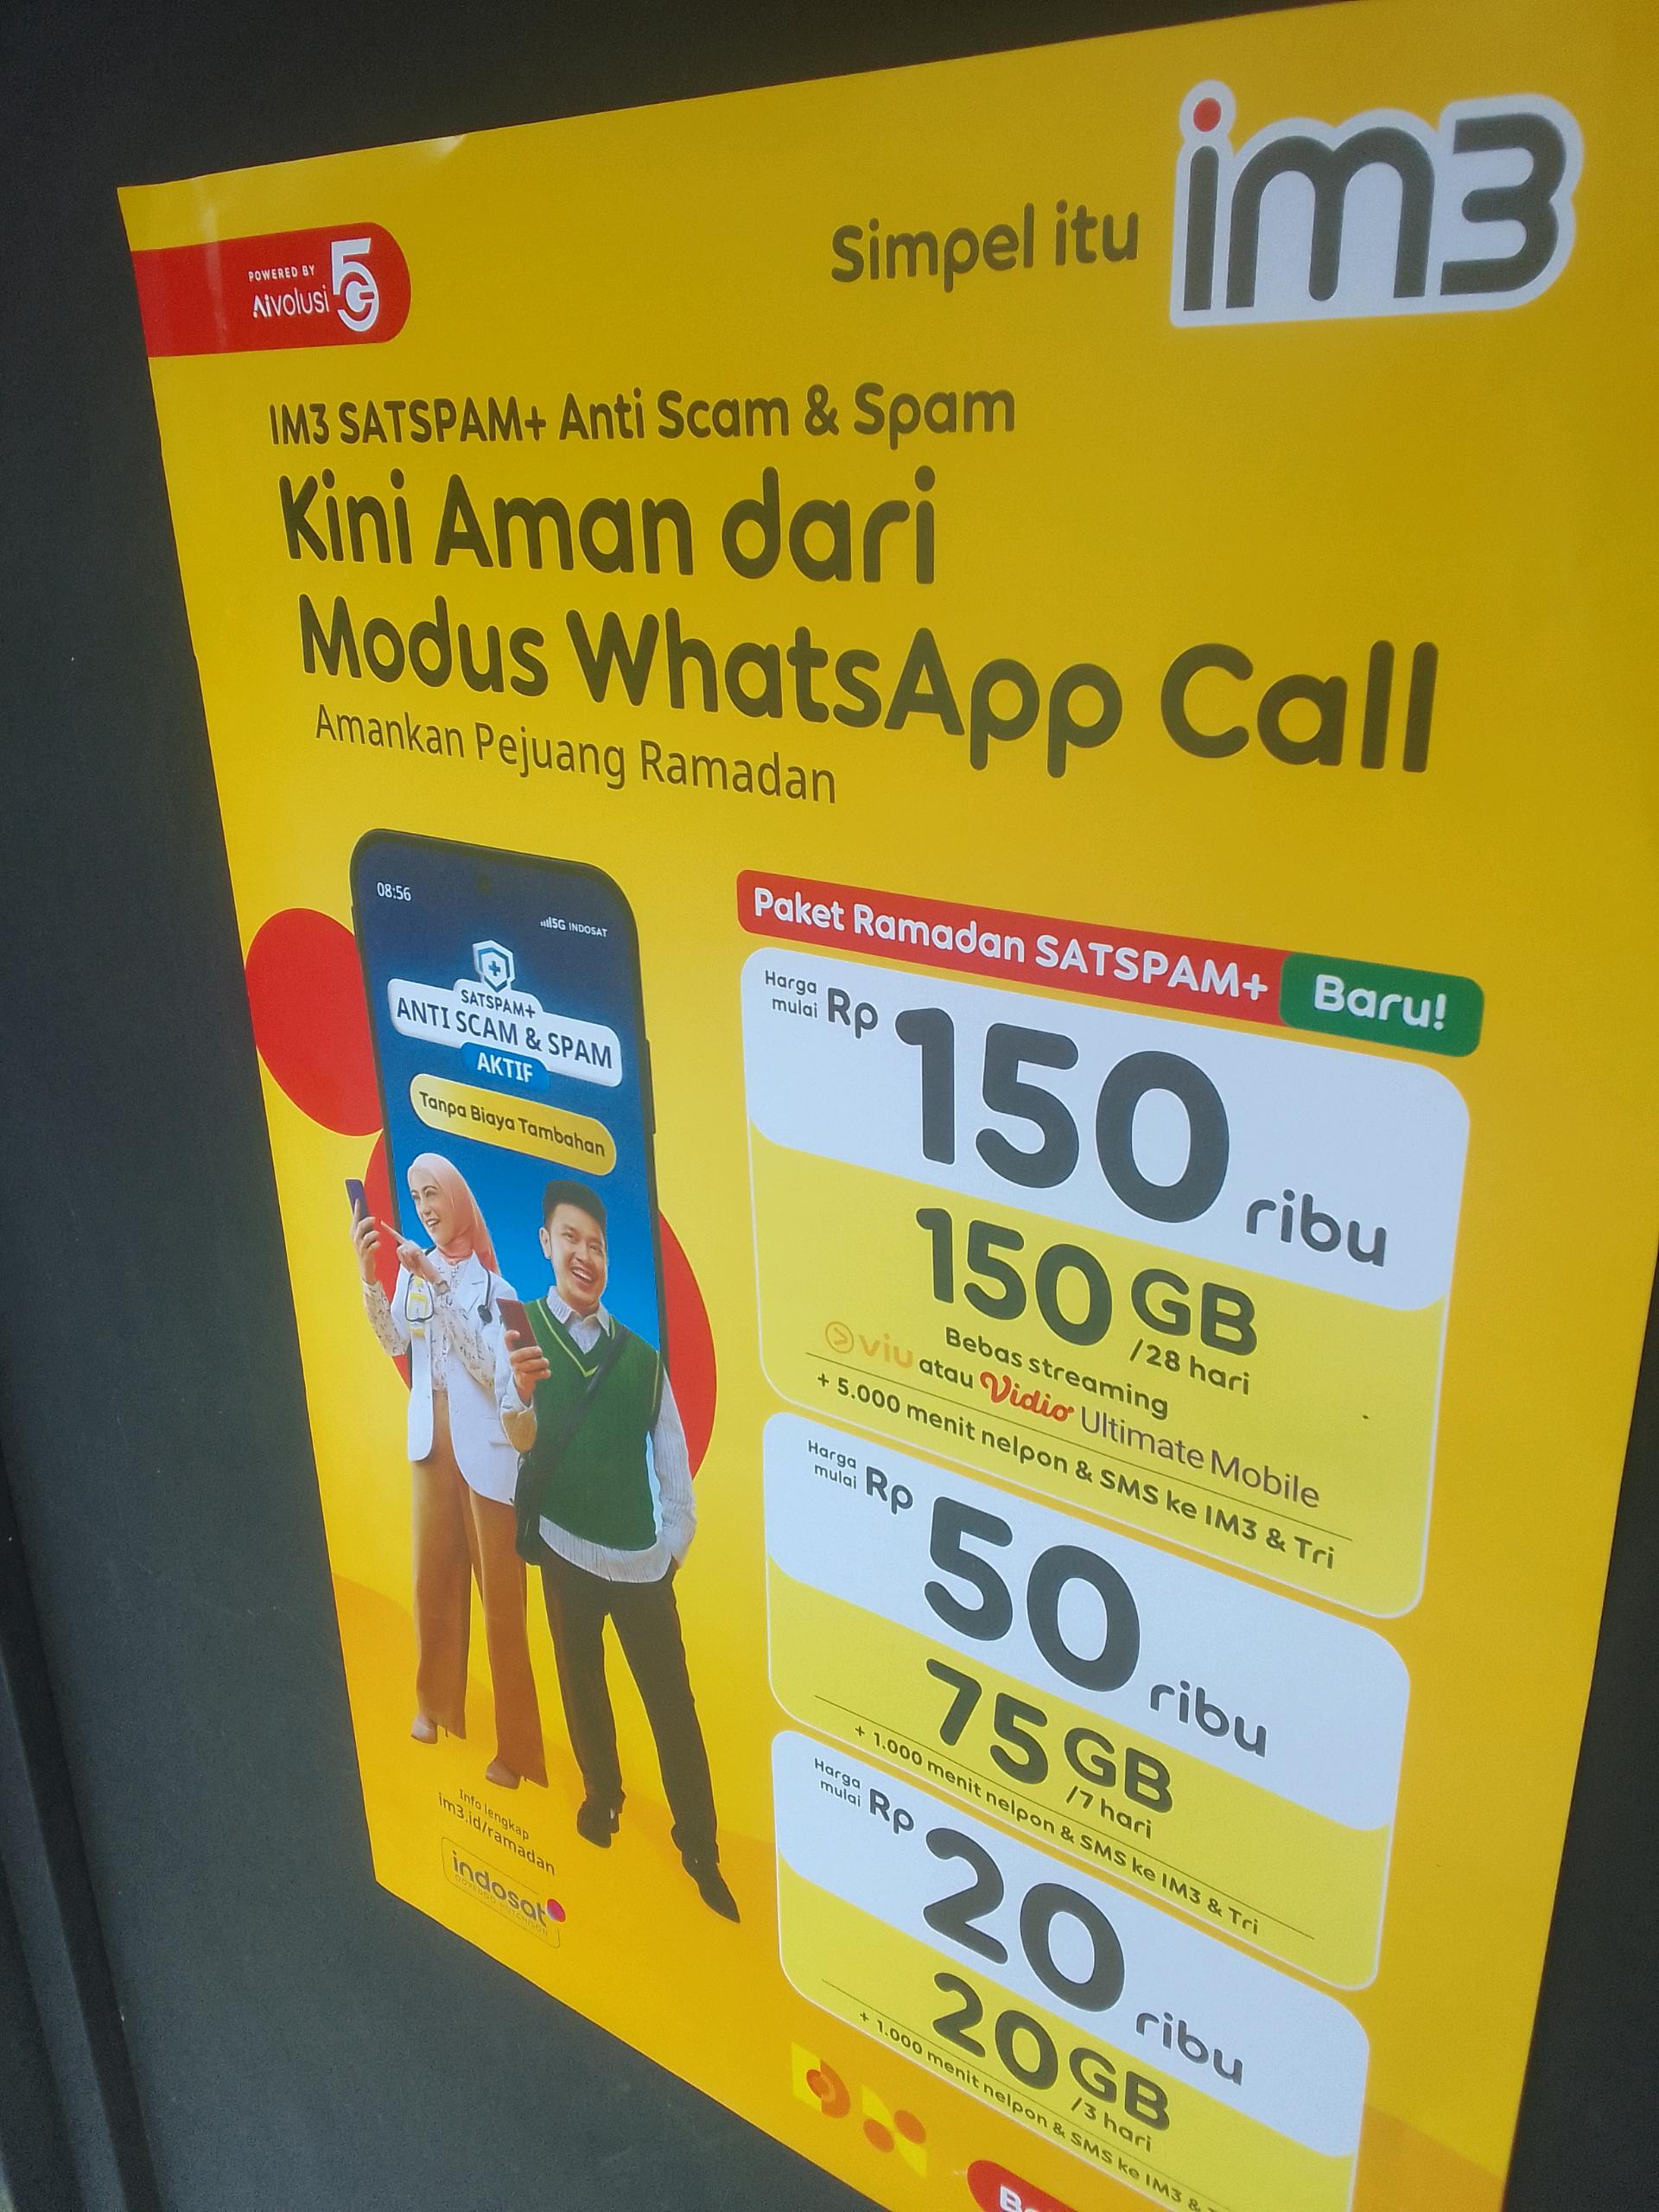 im3
Simpel itu
POWERED BY
AIvolusi 5G
IM3 SATSPAM+ Anti Scam & Spam
Kini Aman dari
Modus WhatsApp Call
Amankan Pejuang Ramadan
08:56
5G INDOSAT
SATSPAM+
ANTI SCAM & SPAM
AKTIF
Tanpa Biaya Tambahan
Info lengkap
im3.id/ramadan
indosat
OOREDOO HUTCHISON
Paket Ramadan SATSPAM+ Baru!
Harga
mulai Rp 150 ribu
150 GB
/28 hari
Bebas streaming
viu atau Vidio Ultimate Mobile
+ 5.000 menit nelpon & SMS ke IM3 & Tri
Harga
mulai Rp 50 ribu
75 GB
/7 hari
+ 1.000 menit nelpon & SMS ke IM3 & Tri
Harga
mulai Rp 20 ribu
20 GB
/3 hari
+ 1.000 menit nelpon & SMS ke IM3 &